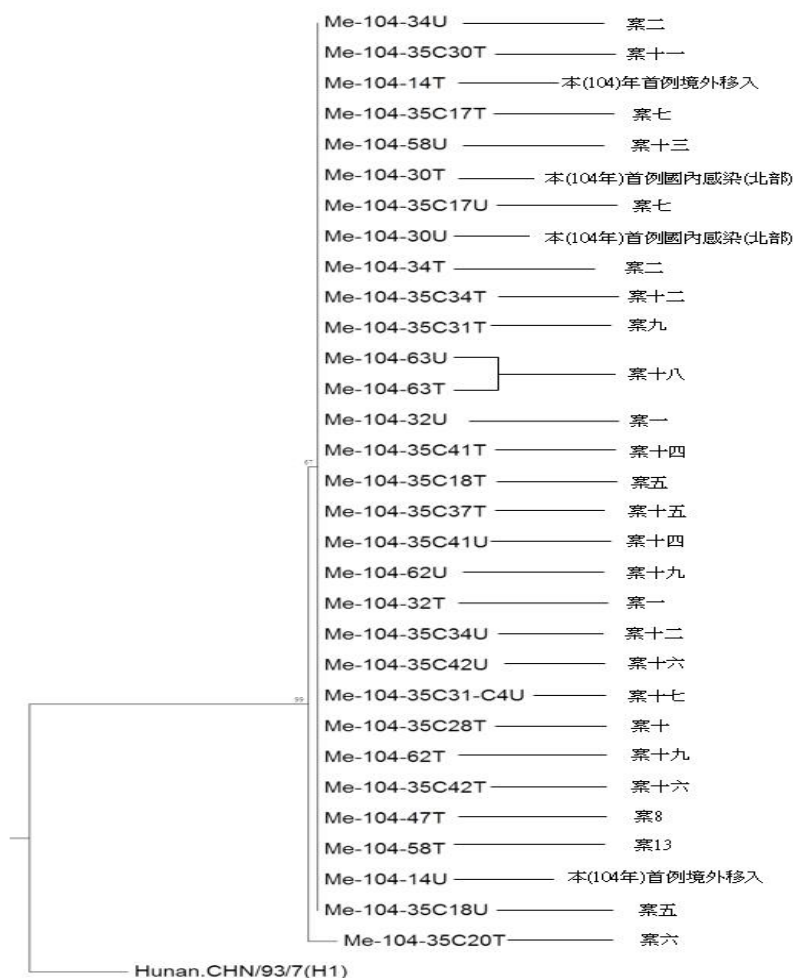 Me-104-34U 案二
Me-104-35C30T 案十一
Me-104-14T 本(104)年首例境外移入
Me-104-35C17T 案七
Me-104-58U 案十三
Me-104-30T 本(104年)首例國內感染(北部)
Me-104-35C17U 案七
Me-104-30U 本(104年)首例國內感染(北部)
Me-104-34T 案二
Me-104-35C34T 案十二
Me-104-35C31T 案九
Me-104-63U
案十八
Me-104-63T
Me-104-32U 案一
Me-104-35C41T 案十四
67
Me-104-35C18T 案五
Me-104-35C37T 案十五
Me-104-35C41U 案十四
Me-104-62U 案十九
Me-104-32T 案一
Me-104-35C34U 案十二
Me-104-35C42U 案十六
Me-104-35C31-C4U 案十七
99
Me-104-35C28T 案十
Me-104-62T 案十九
Me-104-35C42T 案十六
Me-104-47T 案8
Me-104-58T 案13
Me-104-14U 本(104年)首例境外移入
Me-104-35C18U 案五
Me-104-35C20T 案六
Hunan.CHN/93/7(H1)